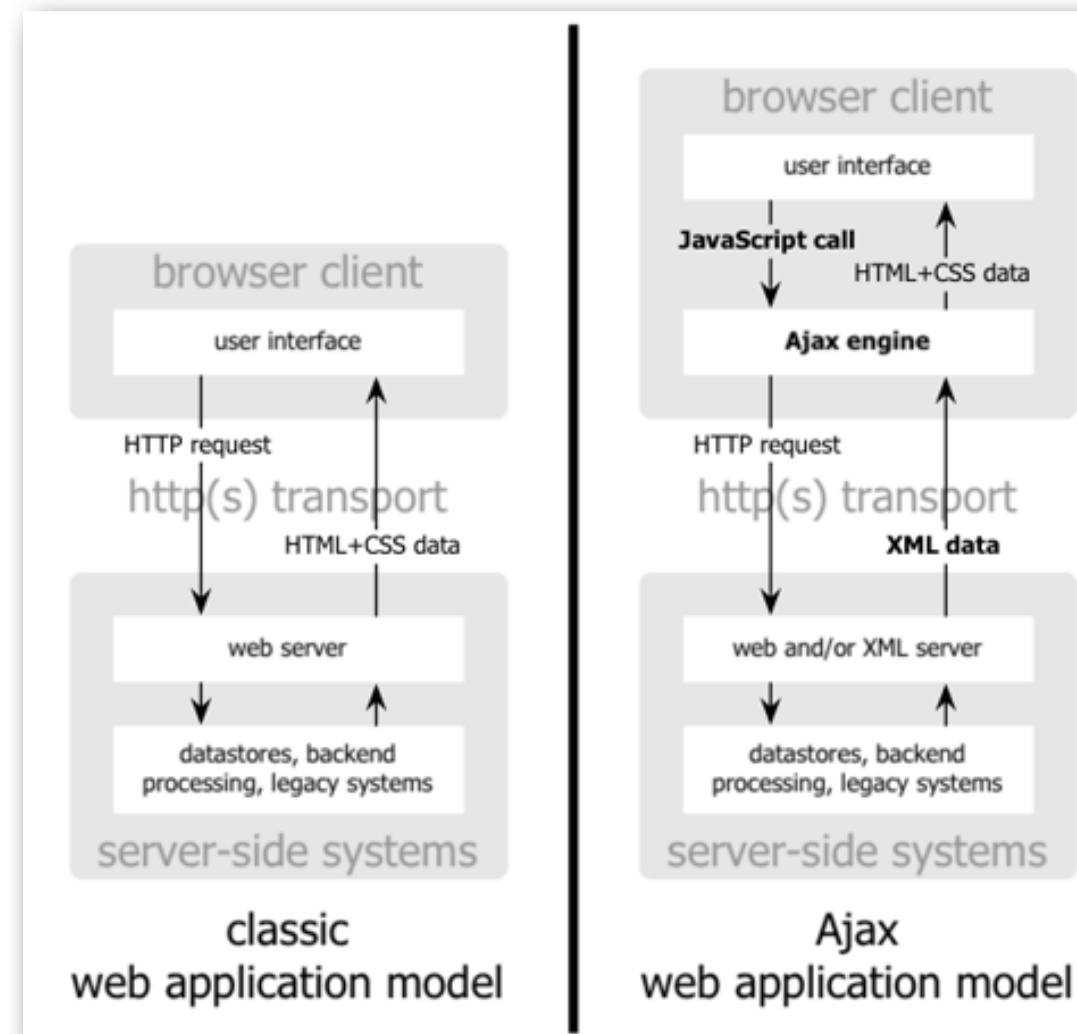 browser client
user interface
HTTP request
http(s) transport
HTML+CSS data
web server
datastores, backend
processing, legacy systems
server-side systems
classic
web application model
browser client
user interface
JavaScript call
HTML+CSS data
Ajax engine
HTTP request
http(s) transport
XML data
web and/or XML server
datastores, backend
processing, legacy systems
server-side systems
Ajax
web application model